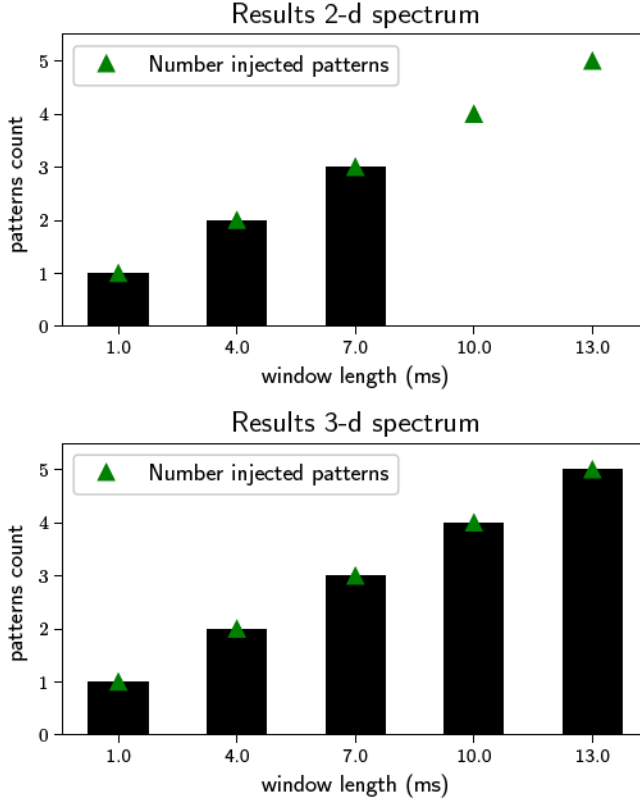 Results 2-d spectrum
Number injected patterns
patterns count
5
4
3
2
1
0
1.0 4.0 7.0 10.0 13.0
window length (ms)
Results 3-d spectrum
Number injected patterns
patterns count
5
4
3
2
1
0
1.0 4.0 7.0 10.0 13.0
window length (ms)